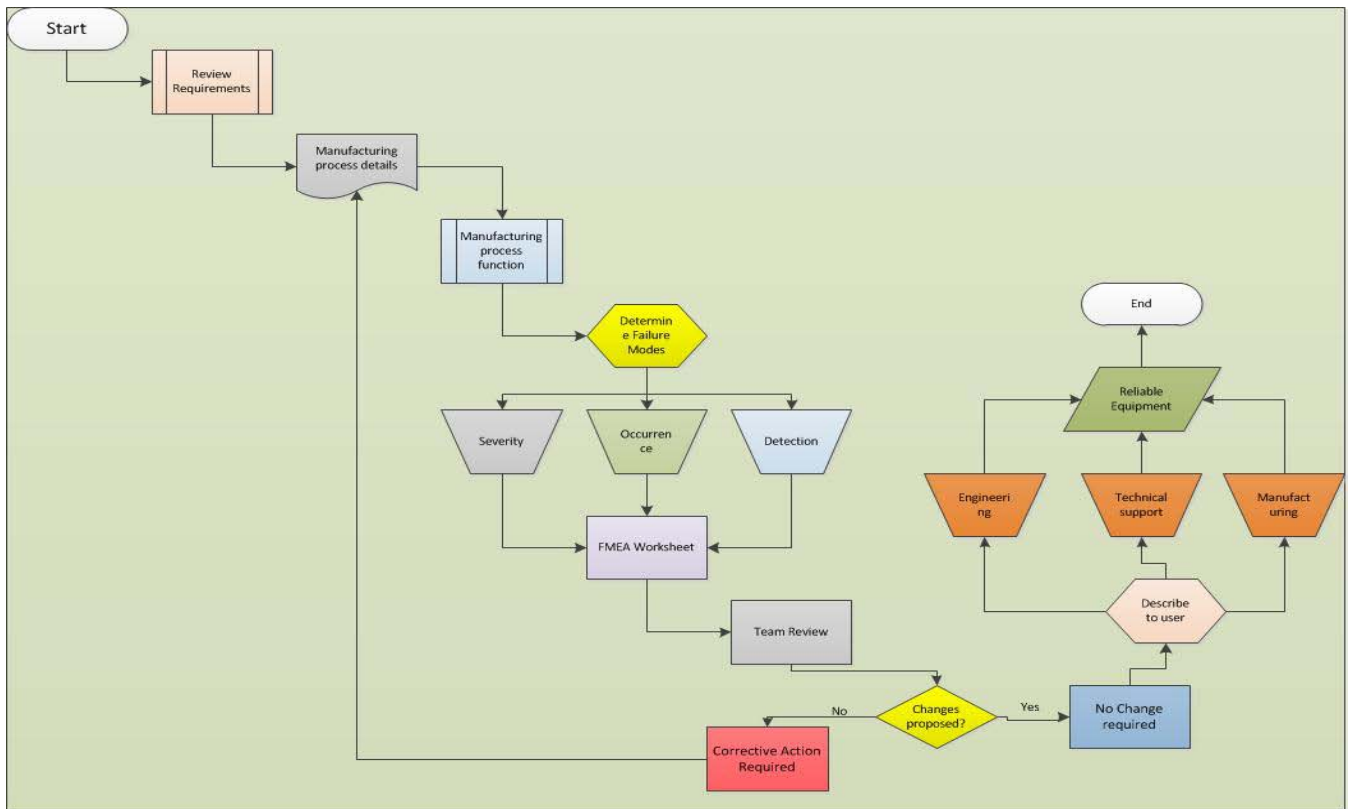 Start
Review
Requirements
Manufacturing
process details
Manufacturing
process
function
Determin
e Failure
Modes
Severity
Occurren
ce
Detection
FMEA Worksheet
Team Review
Changes
proposed?
No
Yes
Corrective Action
Required
No Change
required
Describe
to user
Engineeri
ng
Technical
support
Manufact
uring
Reliable
Equipment
End